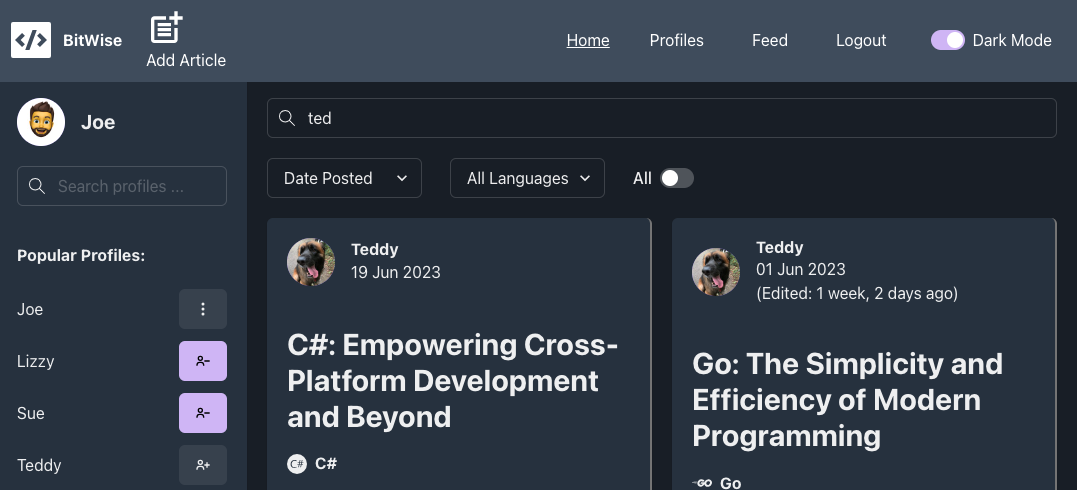 </> BitWise
Add Article
Home Profiles Feed Logout Dark Mode
Joe
Search profiles ...
Popular Profiles:
Joe
Lizzy
Sue
Teddy
ted
Date Posted
All Languages
All
Teddy
19 Jun 2023
C#: Empowering Cross-
Platform Development
and Beyond
C# C#
Teddy
01 Jun 2023
(Edited: 1 week, 2 days ago)
Go: The Simplicity and
Efficiency of Modern
Programming
GO Go